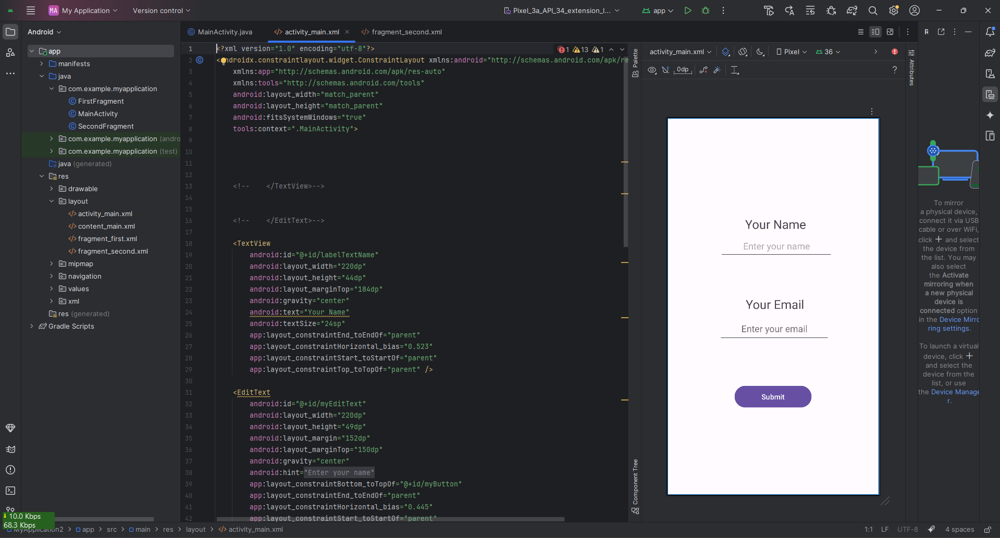 MA My Application
Version control
Pixel_3a_API_34_extension_l...
app
Android
MainActivity.java
activity_main.xml
fragment_second.xml
R
app
manifests
java
com.example.myapplication
FirstFragment
MainActivity
SecondFragment
com.example.myapplication (andro
com.example.myapplication (test)
java (generated)
res
drawable
layout
activity_main.xml
content_main.xml
fragment_first.xml
fragment_second.xml
mipmap
navigation
values
xml
res (generated)
Gradle Scripts
1 13 1
1 <?xml version="1.0" encoding="utf-8"?>
2 <androidx.constraintlayout.widget.ConstraintLayout xmlns:android="http://schemas.android.com/apk/re
3 xmlns:app="http://schemas.android.com/apk/res-auto"
4 xmlns:tools="http://schemas.android.com/tools"
5 android:layout_width="match_parent"
6 android:layout_height="match_parent"
7 android:fitsSystemWindows="true"
8 tools:context=".MainActivity">
9
10
11
12
13 <!--    </TextView>-->
14
15
16 <!--    </EditText>-->
17
18 <TextView
19 android:id="@+id/labelTextName"
20 android:layout_width="220dp"
21 android:layout_height="44dp"
22 android:layout_marginTop="184dp"
23 android:gravity="center"
24 android:text="Your Name"
25 android:textSize="24sp"
26 app:layout_constraintEnd_toEndOf="parent"
27 app:layout_constraintHorizontal_bias="0.523"
28 app:layout_constraintStart_toStartOf="parent"
29 app:layout_constraintTop_toTopOf="parent" />
30
31 <EditText
32 android:id="@+id/myEditText"
33 android:layout_width="220dp"
34 android:layout_height="49dp"
35 android:layout_margin="152dp"
36 android:layout_marginTop="150dp"
37 android:gravity="center"
38 android:hint="Enter your name"
39 app:layout_constraintBottom_toTopOf="@+id/myButton"
40 app:layout_constraintEnd_toEndOf="parent"
41 app:layout_constraintHorizontal_bias="0.445"
42 app:layout_constraintStart_toStartOf="parent"
Palette
Component Tree
activity_main.xml
Pixel
36
0dp
?
Attributes
Your Name
Enter your name
Your Email
Enter your email
Submit
To mirror
a physical device,
connect it via USB
cable or over WiFi,
click + and select
the device from
the list. You may
also select
the Activate
mirroring when
a new physical
device is
connected option
in the Device Mirro
ring settings.
To launch a virtual
device, click +
and select the
device from the
list, or use
the Device Manage
r.
10.0 Kbps
68.3 Kbps
MyApplication2 > app > src > main > res > layout > activity_main.xml
1:1 LF UTF-8 4 spaces